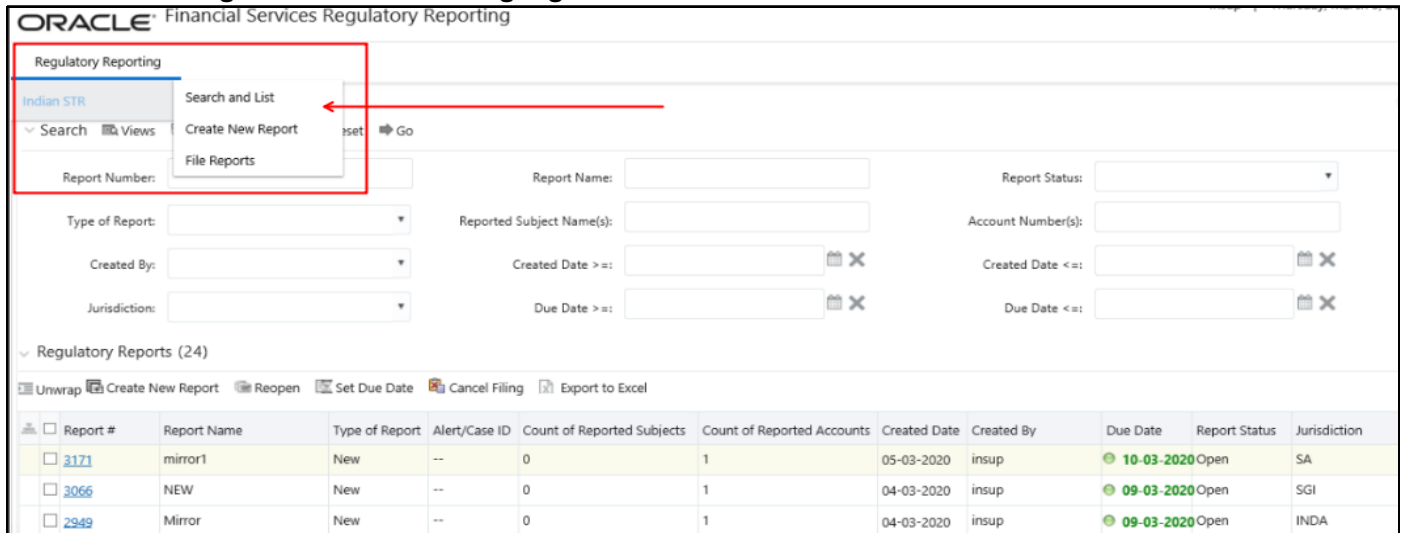 ORACLE Financial Services Regulatory Reporting
Regulatory Reporting
Indian STR
Search and List
Create New Report
File Reports
Search Views Go
Report Number: Report Name: Report Status:
Type of Report: Reported Subject Name(s): Account Number(s):
Created By: Created Date >=: Created Date <=:
Jurisdiction: Due Date >=: Due Date <=:
Regulatory Reports (24)
Unwrap Create New Report Reopen Set Due Date Cancel Filing Export to Excel
Report # Report Name Type of Report Alert/Case ID Count of Reported Subjects Count of Reported Accounts Created Date Created By Due Date Report Status Jurisdiction
3171 mirror1 New -- 0 1 05-03-2020 insup 10-03-2020 Open SA
3066 NEW New -- 0 1 04-03-2020 insup 09-03-2020 Open SGI
2949 Mirror New -- 0 1 04-03-2020 insup 09-03-2020 Open INDA